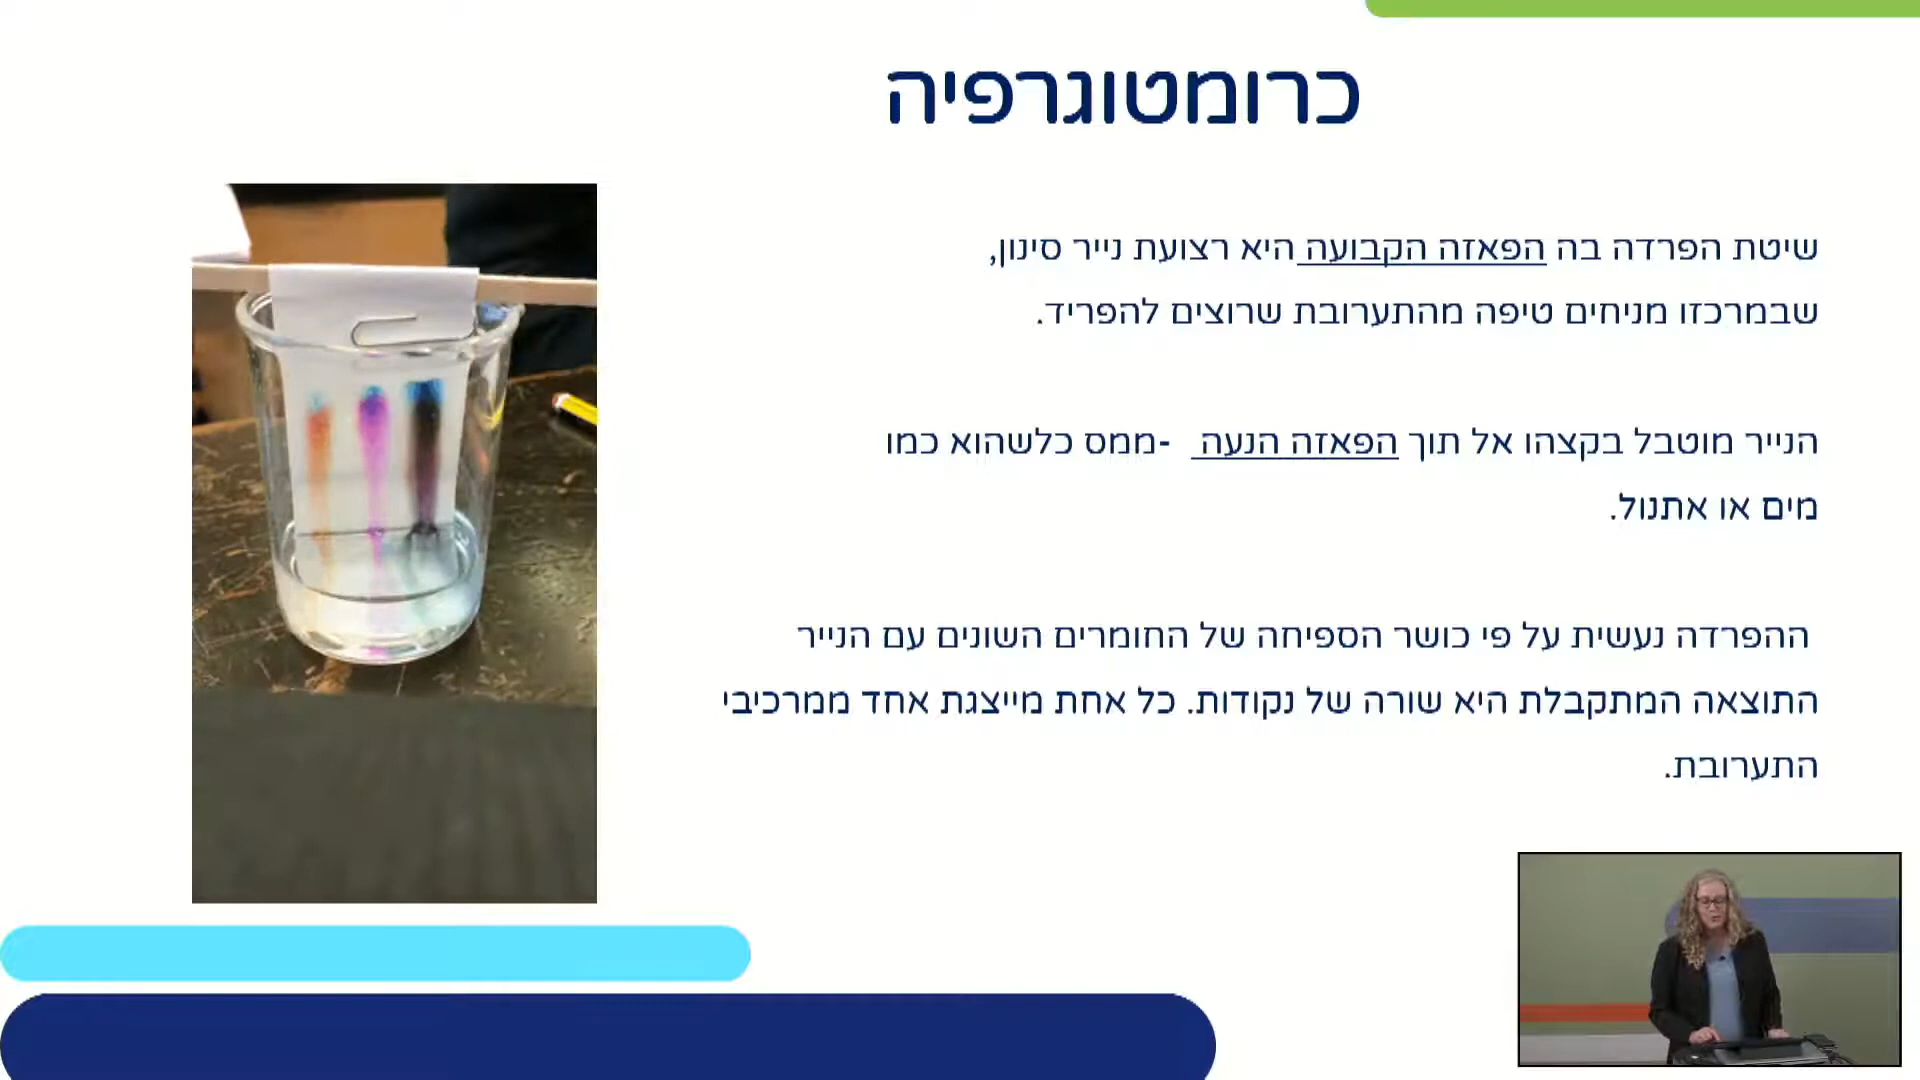 כרומטוגרפיה
שיטת הפרדה בה הפאזה הקבועה היא רצועת נייר סינון,
שבמרכזו מניחים טיפה מהתערובת שרוצים להפריד.
הנייר מוטבל בקצהו אל תוך הפאזה הנעה -ממס כלשהוא כמו
מים או אתנול.
ההפרדה נעשית על פי כושר הספיחה של החומרים השונים עם הנייר
התוצאה המתקבלת היא שורה של נקודות. כל אחת מייצגת אחד ממרכיבי
התערובת.